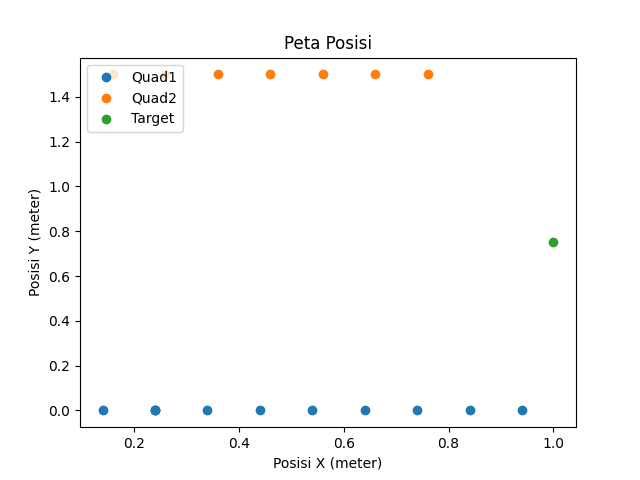 Peta Posisi
Quad1
Quad2
Target
Posisi Y (meter)
1.4
1.2
1.0
0.8
0.6
0.4
0.2
0.0
0.2
0.4
0.6
0.8
1.0
Posisi X (meter)